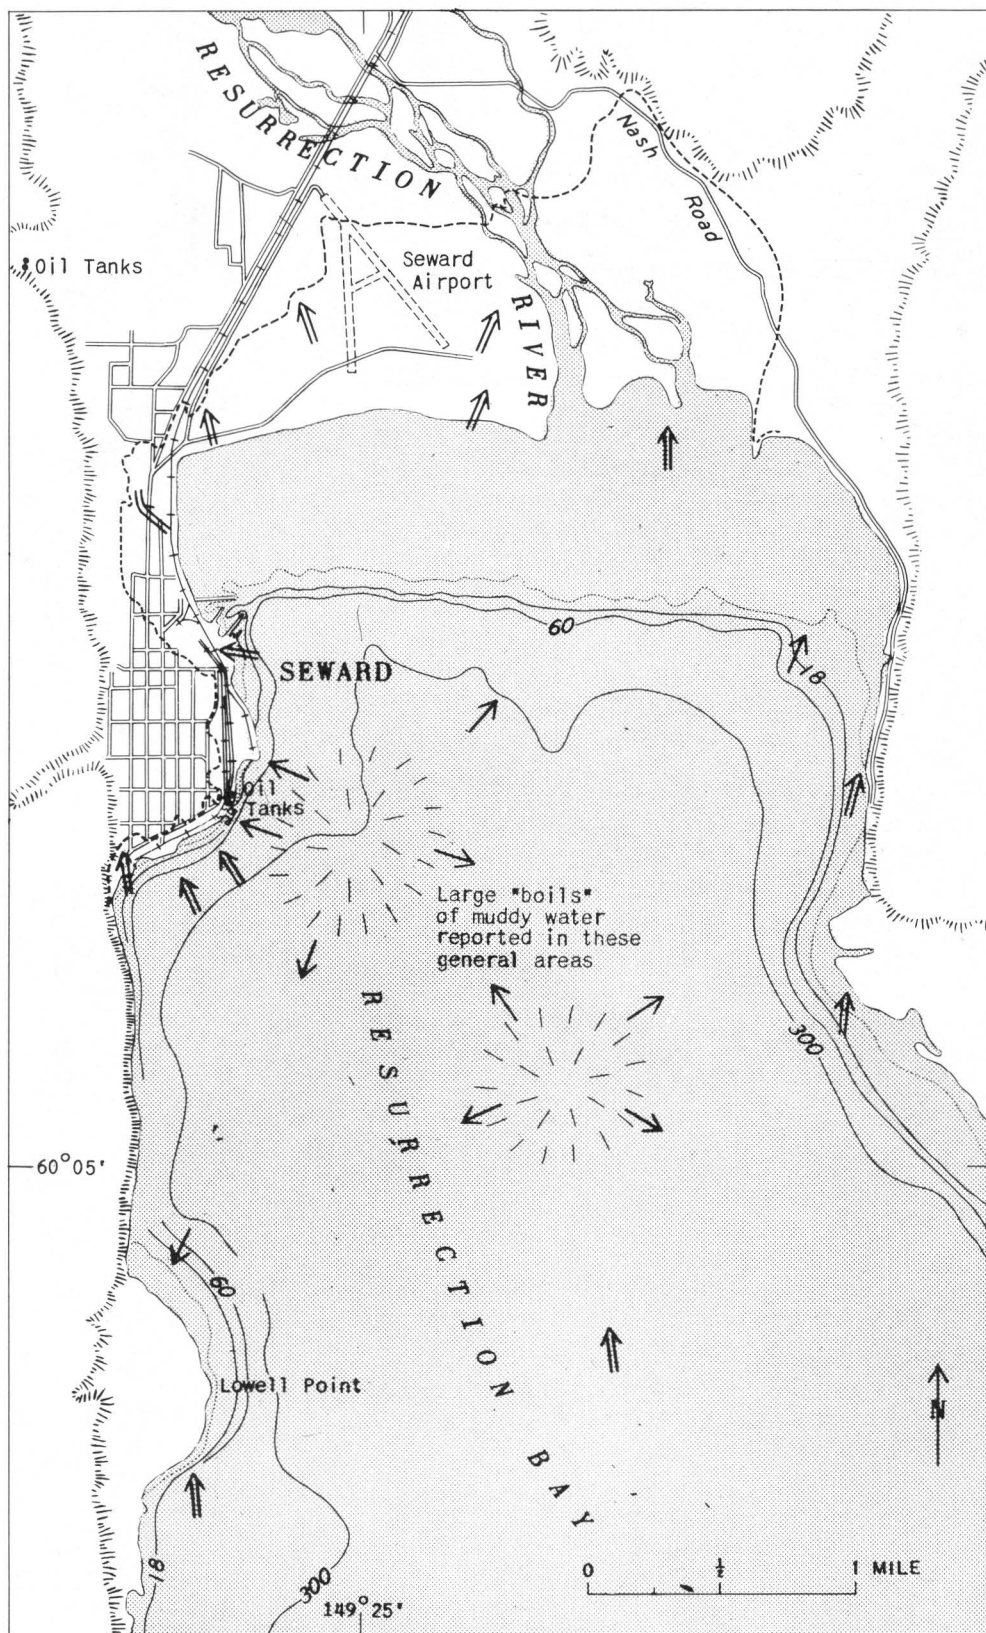 RESURRECTION
RIVER
Nash
Road
Oil Tanks
Seward
Airport
60
18
SEWARD
Oil
Tanks
Large "boils"
of muddy water
reported in these
general areas
RESURRECTION BAY
300
60°05'
60
Lowell Point
N
18
300
149°25'
0 ½ 1 MILE